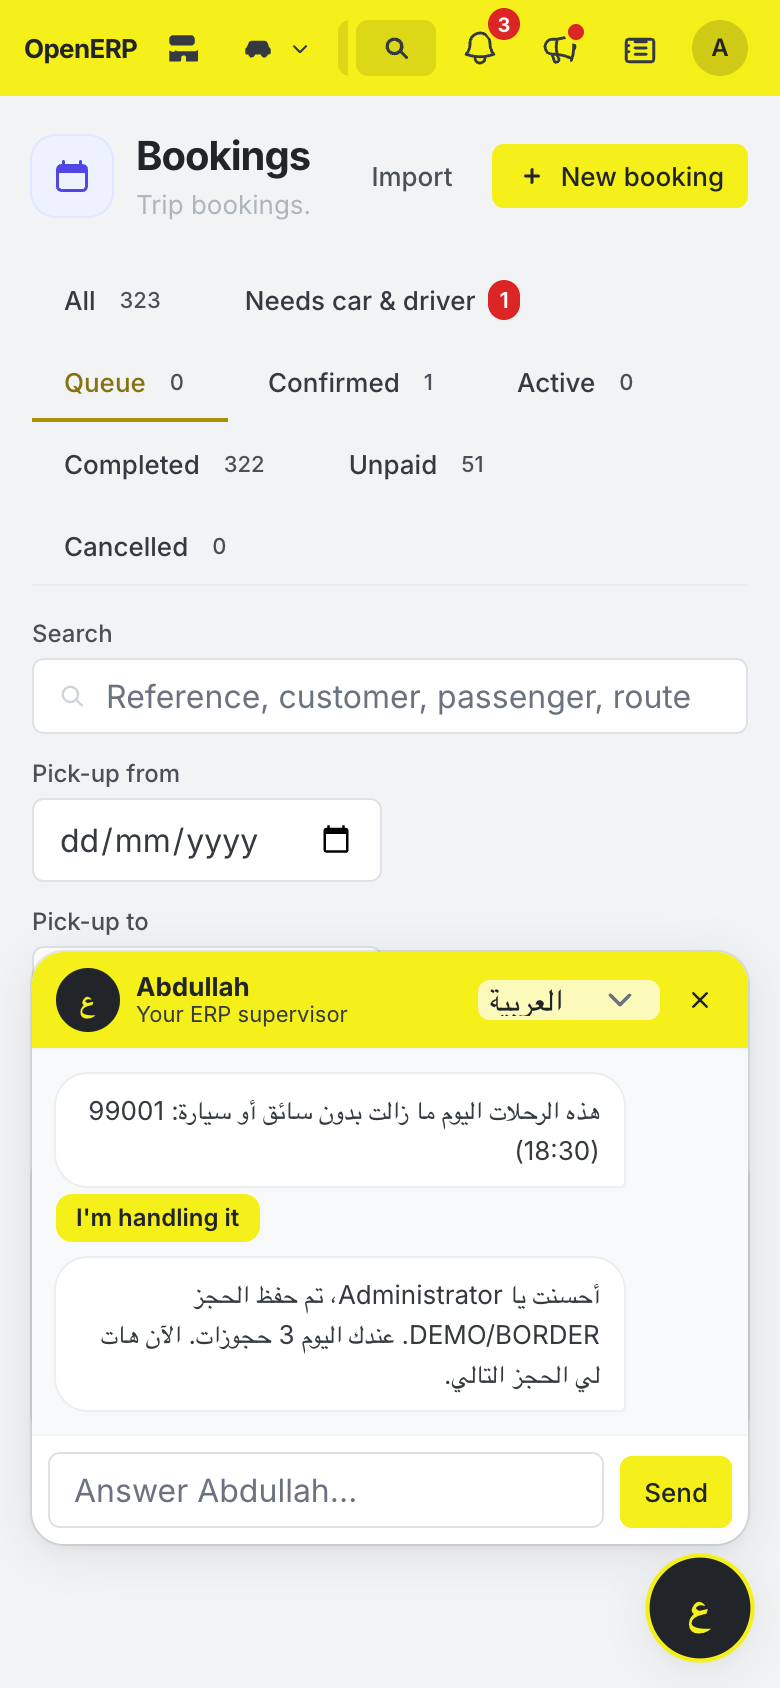 OpenERP
3
A
Bookings
Trip bookings.
Import
+ New booking
All 323
Needs car & driver 1
Queue 0
Confirmed 1
Active 0
Completed 322
Unpaid 51
Cancelled 0
Search
Reference, customer, passenger, route
Pick-up from
dd/mm/yyyy
Pick-up to
ع
Abdullah
Your ERP supervisor
العربية
هذه الرحلات اليوم ما زالت بدون سائق أو سيارة: 99001
(18:30)
I'm handling it
أحسنت يا Administrator، تم حفظ الحجز
DEMO/BORDER. عندك اليوم 3 حجوزات. الآن هات
لي الحجز التالي.
Answer Abdullah...
Send
ع